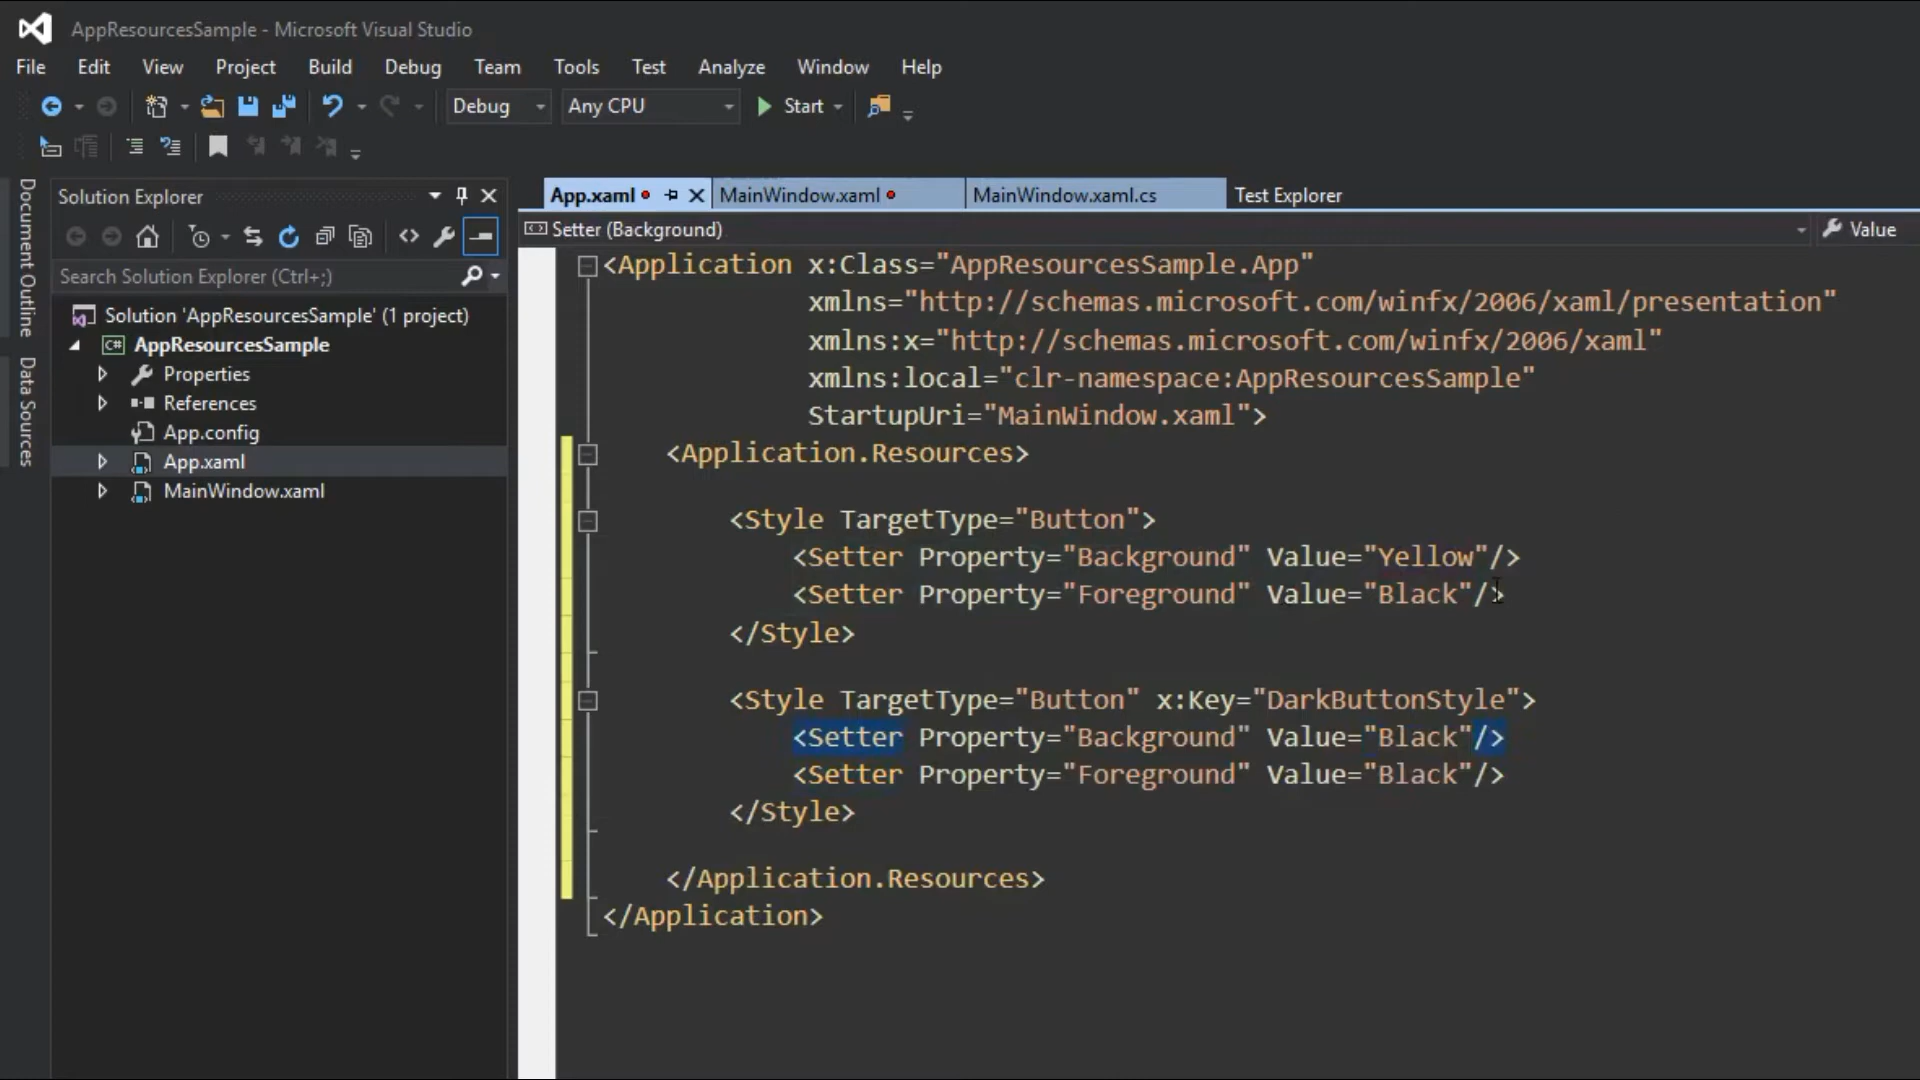 AppResourcesSample - Microsoft Visual Studio
File Edit View Project Build Debug Team Tools Test Analyze Window Help
Debug Any CPU Start
Document Outline
Data Sources
Solution Explorer
Search Solution Explorer (Ctrl+;)
Solution 'AppResourcesSample' (1 project)
C# AppResourcesSample
Properties
References
App.config
App.xaml
MainWindow.xaml
App.xaml MainWindow.xaml MainWindow.xaml.cs Test Explorer
Setter (Background) Value
<Application x:Class="AppResourcesSample.App"
xmlns="http://schemas.microsoft.com/winfx/2006/xaml/presentation"
xmlns:x="http://schemas.microsoft.com/winfx/2006/xaml"
xmlns:local="clr-namespace:AppResourcesSample"
StartupUri="MainWindow.xaml">
<Application.Resources>
<Style TargetType="Button">
<Setter Property="Background" Value="Yellow"/>
<Setter Property="Foreground" Value="Black"/>
</Style>
<Style TargetType="Button" x:Key="DarkButtonStyle">
<Setter Property="Background" Value="Black"/>
<Setter Property="Foreground" Value="Black"/>
</Style>
</Application.Resources>
</Application>